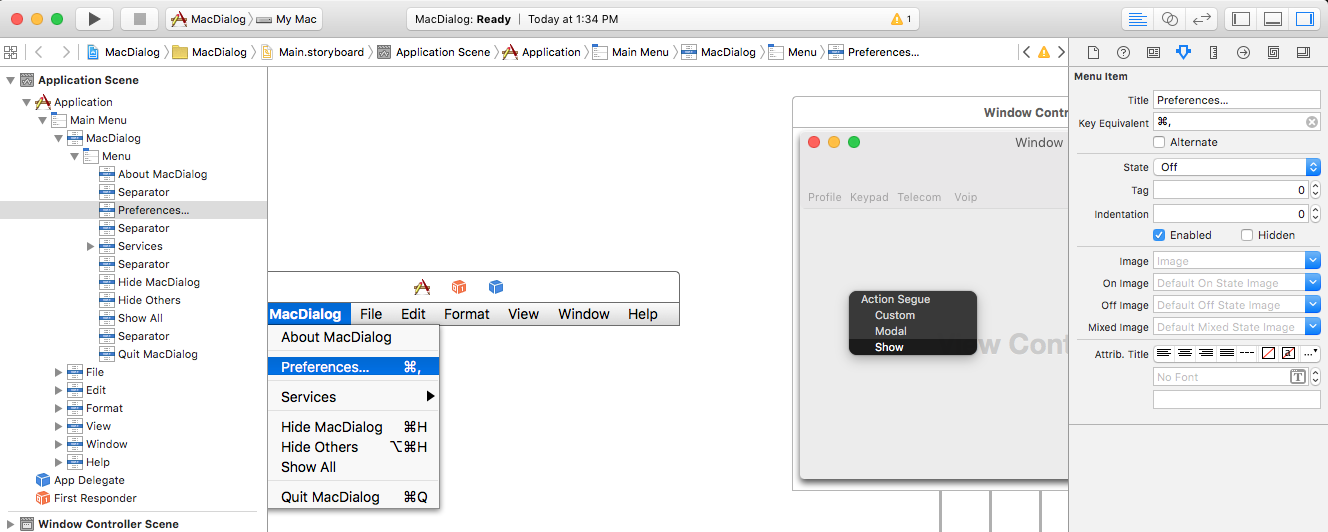 MacDialog My Mac MacDialog: Ready | Today at 1:34 PM 1
MacDialog MacDialog Main.storyboard Application Scene Application Main Menu MacDialog Menu Preferences...
Application Scene
Application
Main Menu
MacDialog
Menu
About MacDialog
Separator
Preferences...
Separator
Services
Separator
Hide MacDialog
Hide Others
Show All
Separator
Quit MacDialog
File
Edit
Format
View
Window
Help
App Delegate
First Responder
Window Controller Scene
MacDialog File Edit Format View Window Help
About MacDialog
Preferences... ⌘,
Services
Hide MacDialog ⌘H
Hide Others ⌥⌘H
Show All
Quit MacDialog ⌘Q
Window Contr
Window
Profile Keypad Telecom Voip
Action Segue
Custom
Modal
Show
ow Cont
Menu Item
Title Preferences...
Key Equivalent ⌘,
Alternate
State Off
Tag 0
Indentation 0
Enabled Hidden
Image Image
On Image Default On State Image
Off Image Default Off State Image
Mixed Image Default Mixed State Image
Attrib. Title
No Font T